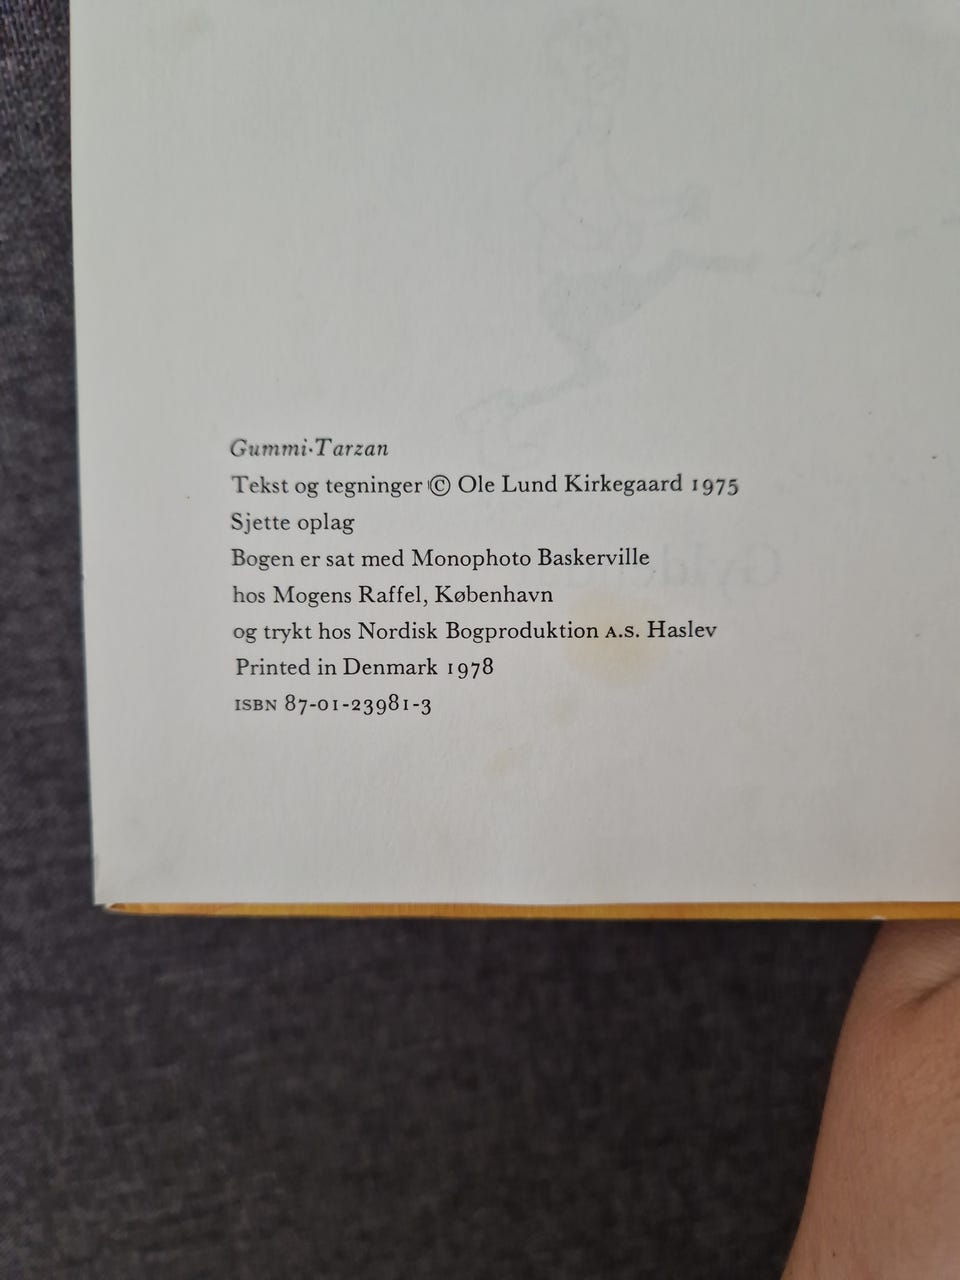 Gummi-Tarzan
Tekst og tegninger © Ole Lund Kirkegaard 1975
Sjette oplag
Bogen er sat med Monophoto Baskerville
hos Mogens Raffel, København
og trykt hos Nordisk Bogproduktion A.S. Haslev
Printed in Denmark 1978
ISBN 87-01-23981-3